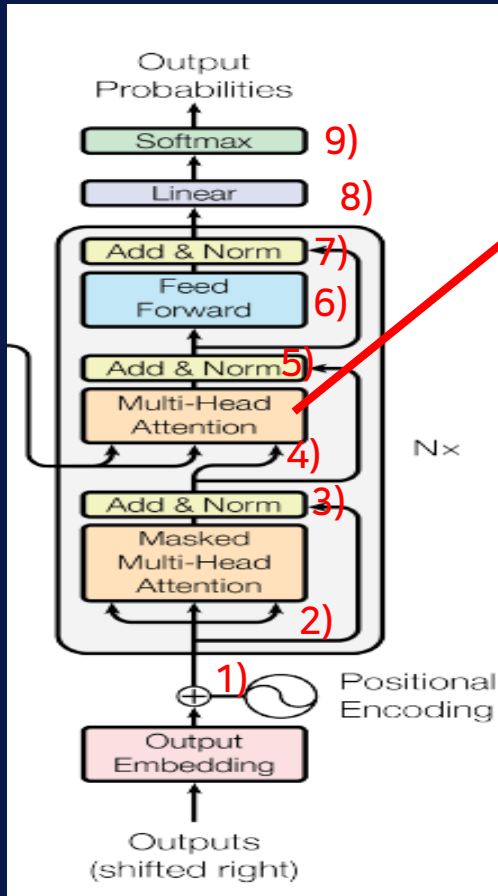 Output
Probabilities
Softmax 9)
Linear 8)
Add & Norm 7)
Feed
Forward 6)
Add & Norm 5)
Multi-Head
Attention 4)
Nx
Add & Norm 3)
Masked
Multi-Head
Attention 2)
1)
Positional
Encoding
Output
Embedding
Outputs
(shifted right)